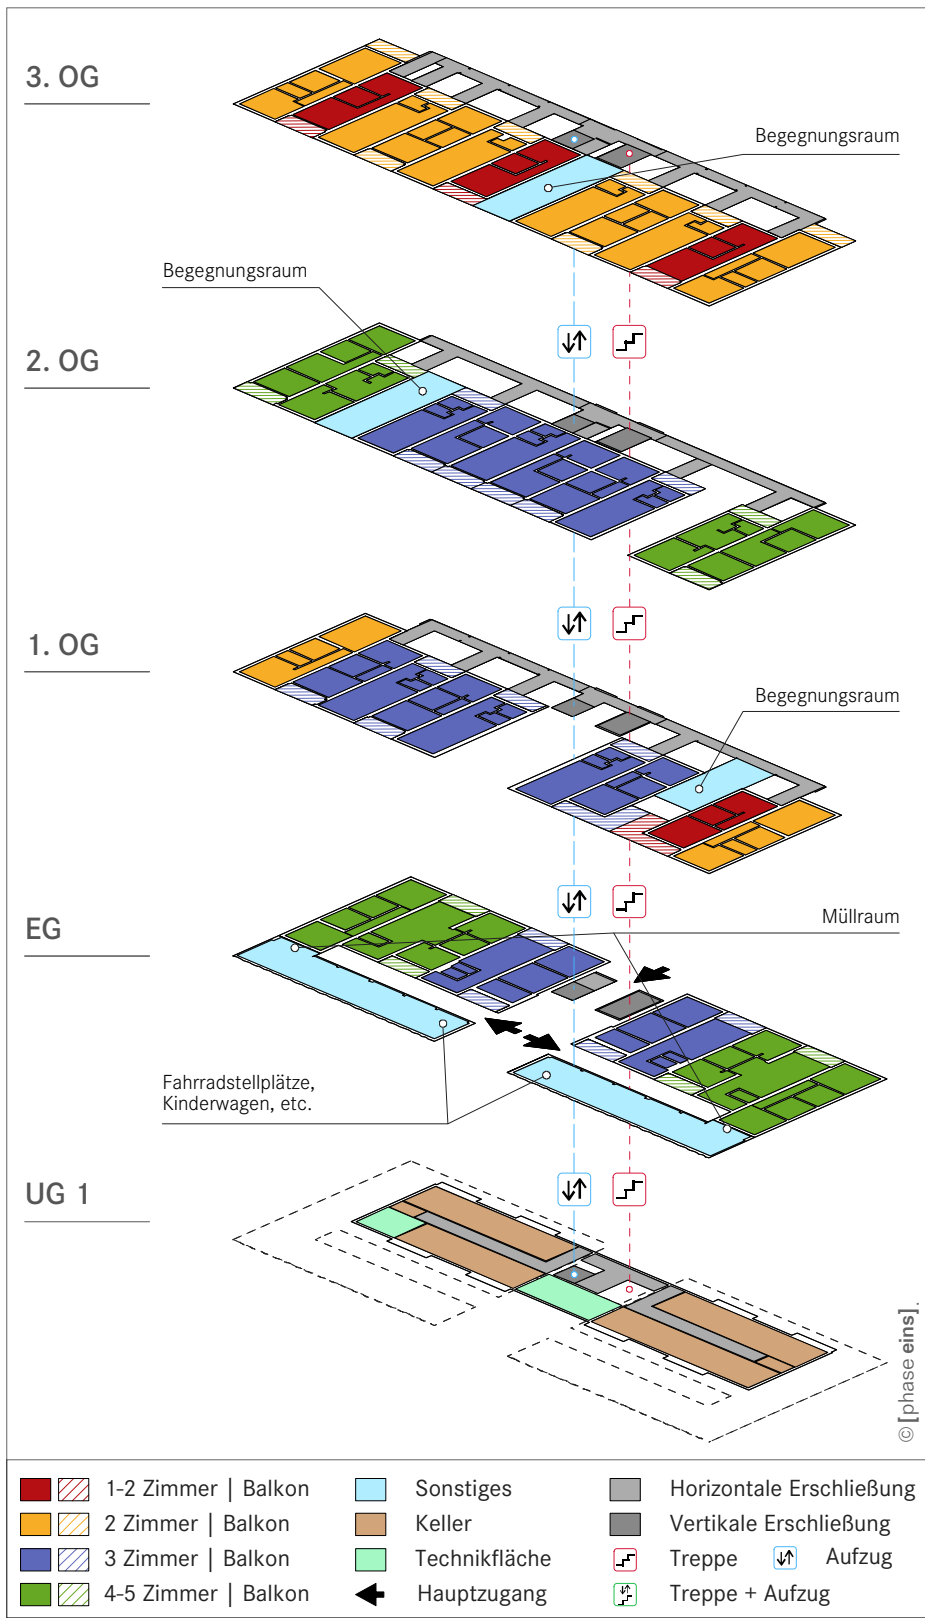 3. OG
Begegnungsraum
Begegnungsraum
2. OG
1. OG
Begegnungsraum
EG
Müllraum
Fahrradstellplätze,
Kinderwagen, etc.
UG 1
© [phase eins].
1-2 Zimmer | Balkon
2 Zimmer | Balkon
3 Zimmer | Balkon
4-5 Zimmer | Balkon
Sonstiges
Keller
Technikfläche
Hauptzugang
Horizontale Erschließung
Vertikale Erschließung
Treppe
Aufzug
Treppe + Aufzug